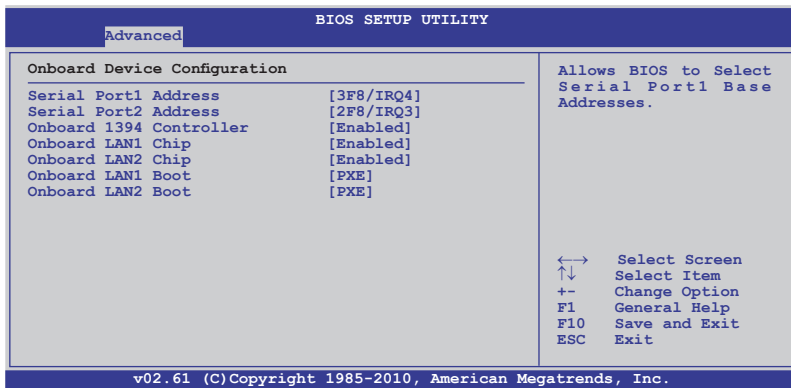 BIOS SETUP UTILITY
Advanced
Onboard Device Configuration
Serial Port1 Address [3F8/IRQ4]
Serial Port2 Address [2F8/IRQ3]
Onboard 1394 Controller [Enabled]
Onboard LAN1 Chip [Enabled]
Onboard LAN2 Chip [Enabled]
Onboard LAN1 Boot [PXE]
Onboard LAN2 Boot [PXE]
Allows BIOS to Select
Serial Port1 Base
Addresses.
←→ Select Screen
↑↓ Select Item
+- Change Option
F1 General Help
F10 Save and Exit
ESC Exit
v02.61 (C)Copyright 1985-2010, American Megatrends, Inc.